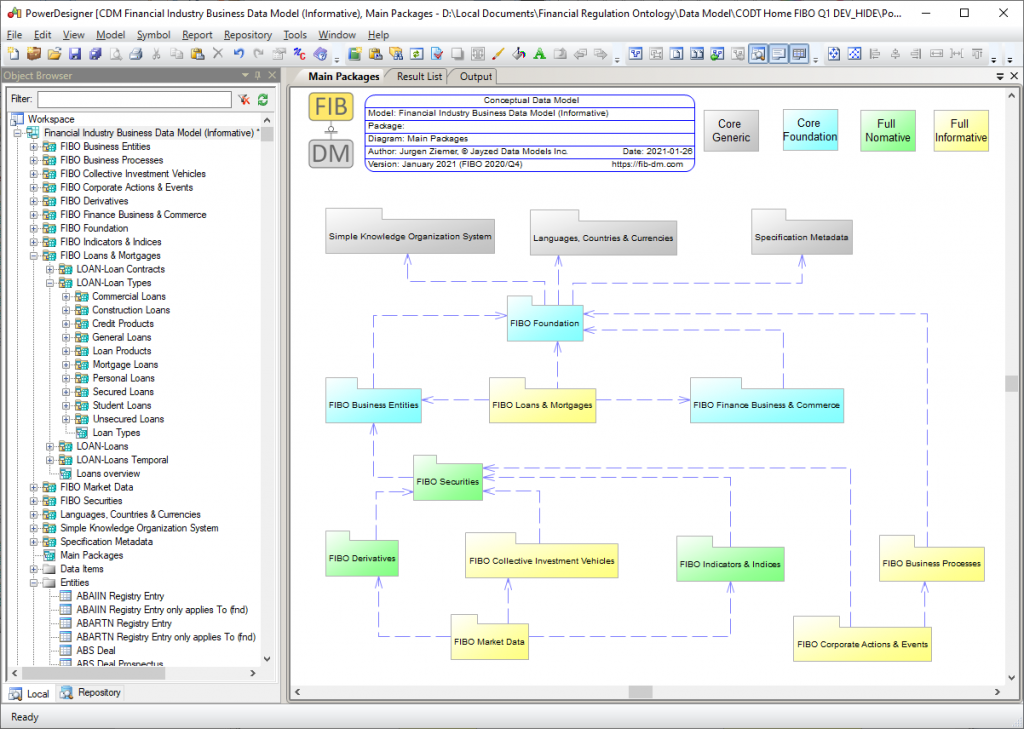 PowerDesigner [CDM Financial Industry Business Data Model (Informative), Main Packages - D:\Local Documents\Financial Regulation Ontology\Data Model\CODT Home FIBO Q1 DEV_HIDE\Po...
File Edit View Model Symbol Report Repository Tools Window Help
Object Browser
Filter:
Workspace
Financial Industry Business Data Model (Informative) *
FIBO Business Entities
FIBO Business Processes
FIBO Collective Investment Vehicles
FIBO Corporate Actions & Events
FIBO Derivatives
FIBO Finance Business & Commerce
FIBO Foundation
FIBO Indicators & Indices
FIBO Loans & Mortgages
LOAN-Loan Contracts
LOAN-Loan Types
Commercial Loans
Construction Loans
Credit Products
General Loans
Loan Products
Mortgage Loans
Personal Loans
Secured Loans
Student Loans
Unsecured Loans
Loan Types
LOAN-Loans
LOAN-Loans Temporal
Loans overview
FIBO Market Data
FIBO Securities
Languages, Countries & Currencies
Simple Knowledge Organization System
Specification Metadata
Main Packages
Data Items
Entities
ABAIIN Registry Entry
ABAIIN Registry Entry only applies To (fnd)
ABARTN Registry Entry
ABARTN Registry Entry only applies To (fnd)
ABS Deal
ABS Deal Prospectus
Local Repository
Ready
Main Packages Result List Output
FIB
DM
Conceptual Data Model
Model: Financial Industry Business Data Model (Informative)
Package:
Diagram: Main Packages
Author: Jurgen Ziemer, © Jayzed Data Models Inc. Date: 2021-01-26
Version: January 2021 (FIBO 2020/Q4) https://fib-dm.com
Core
Generic
Core
Foundation
Full
Normative
Full
Informative
Simple Knowledge Organization System
Languages, Countries & Currencies
Specification Metadata
FIBO Foundation
FIBO Business Entities
FIBO Loans & Mortgages
FIBO Finance Business & Commerce
FIBO Securities
FIBO Derivatives
FIBO Collective Investment Vehicles
FIBO Indicators & Indices
FIBO Business Processes
FIBO Market Data
FIBO Corporate Actions & Events